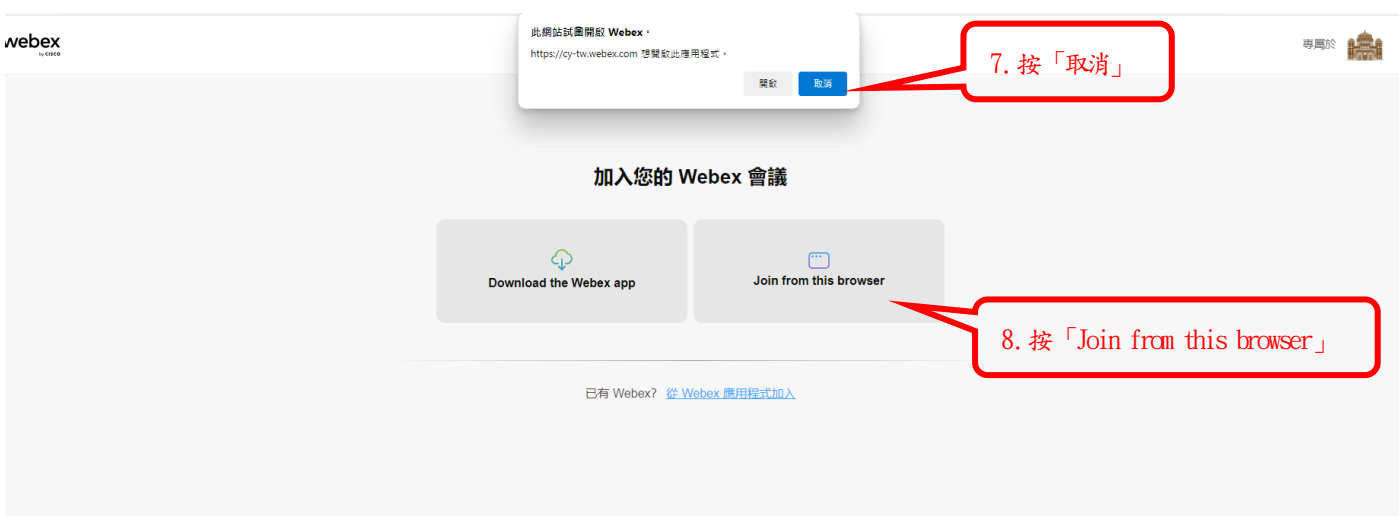 webex
by CISCO
此網站試圖開啟 Webex。
https://cy-tw.webex.com 想開啟此應用程式。
開啟
取消
7. 按「取消」
專屬於
加入您的 Webex 會議
Download the Webex app
Join from this browser
8. 按「Join from this browser」
已有 Webex? 從 Webex 應用程式加入